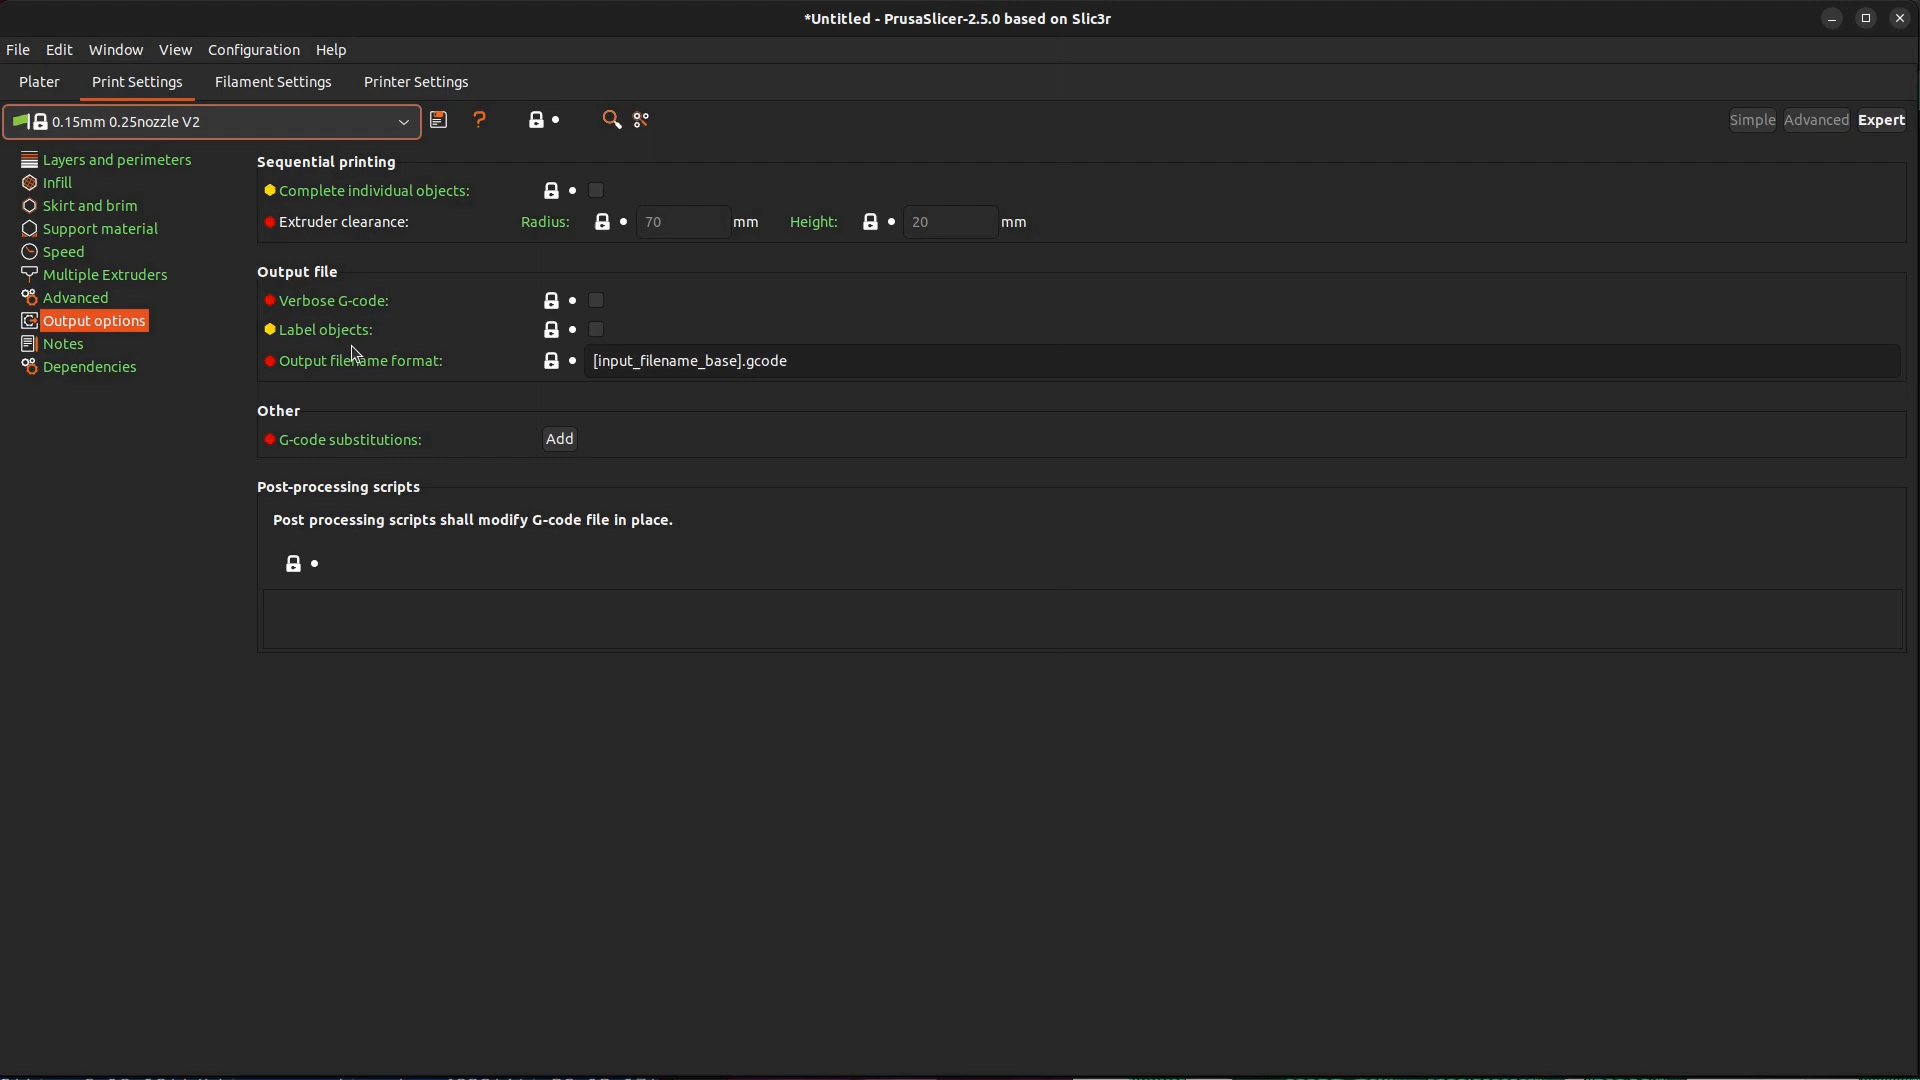 *Untitled - PrusaSlicer-2.5.0 based on Slic3r
File Edit Window View Configuration Help
Plater Print Settings Filament Settings Printer Settings
0.15mm 0.25nozzle V2 ? Simple Advanced Expert
Layers and perimeters
Infill
Skirt and brim
Support material
Speed
Multiple Extruders
Advanced
Output options
Notes
Dependencies
Sequential printing
Complete individual objects:
Extruder clearance: Radius: 70 mm Height: 20 mm
Output file
Verbose G-code:
Label objects:
Output filename format: [input_filename_base].gcode
Other
G-code substitutions: Add
Post-processing scripts
Post processing scripts shall modify G-code file in place.